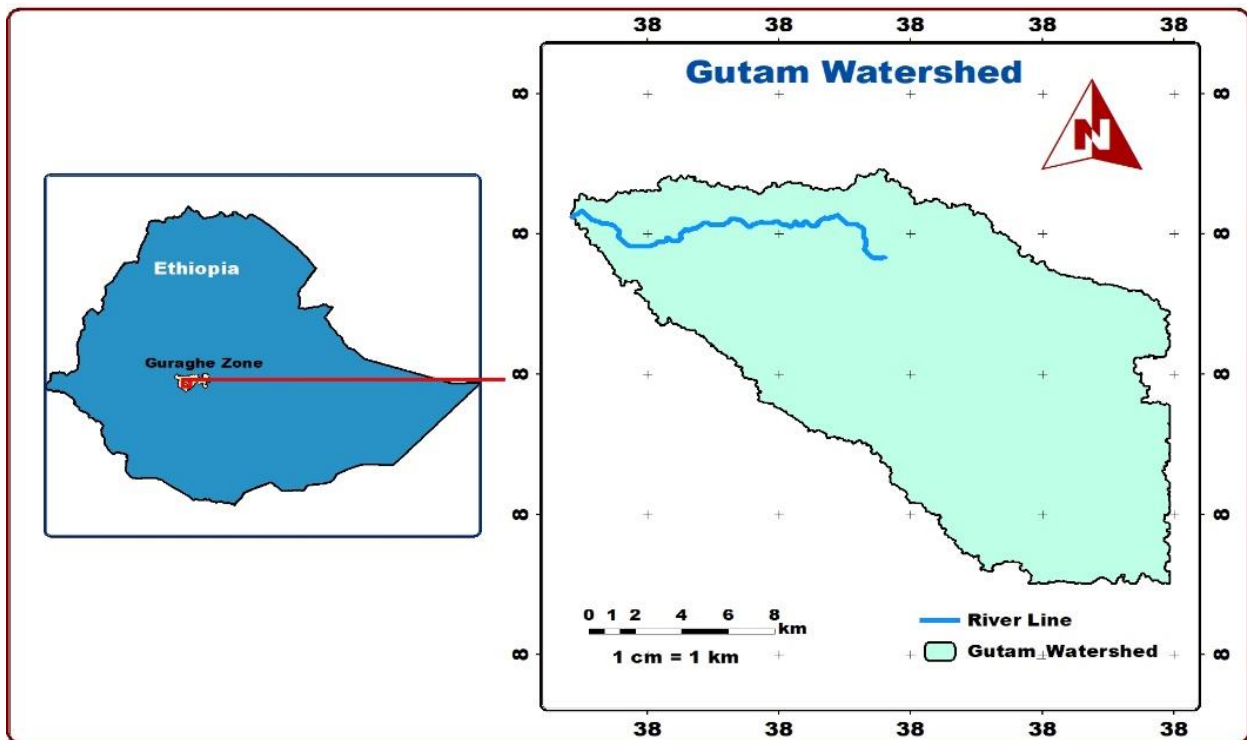 38 38 38 38 38
Gutam Watershed
N
Ethiopia
Guraghe Zone
8 8
8 8
8 8
8 8
8 8
0 1 2 4 6 8
km
1 cm = 1 km
River Line
Gutam Watershed
38 38 38 38 38